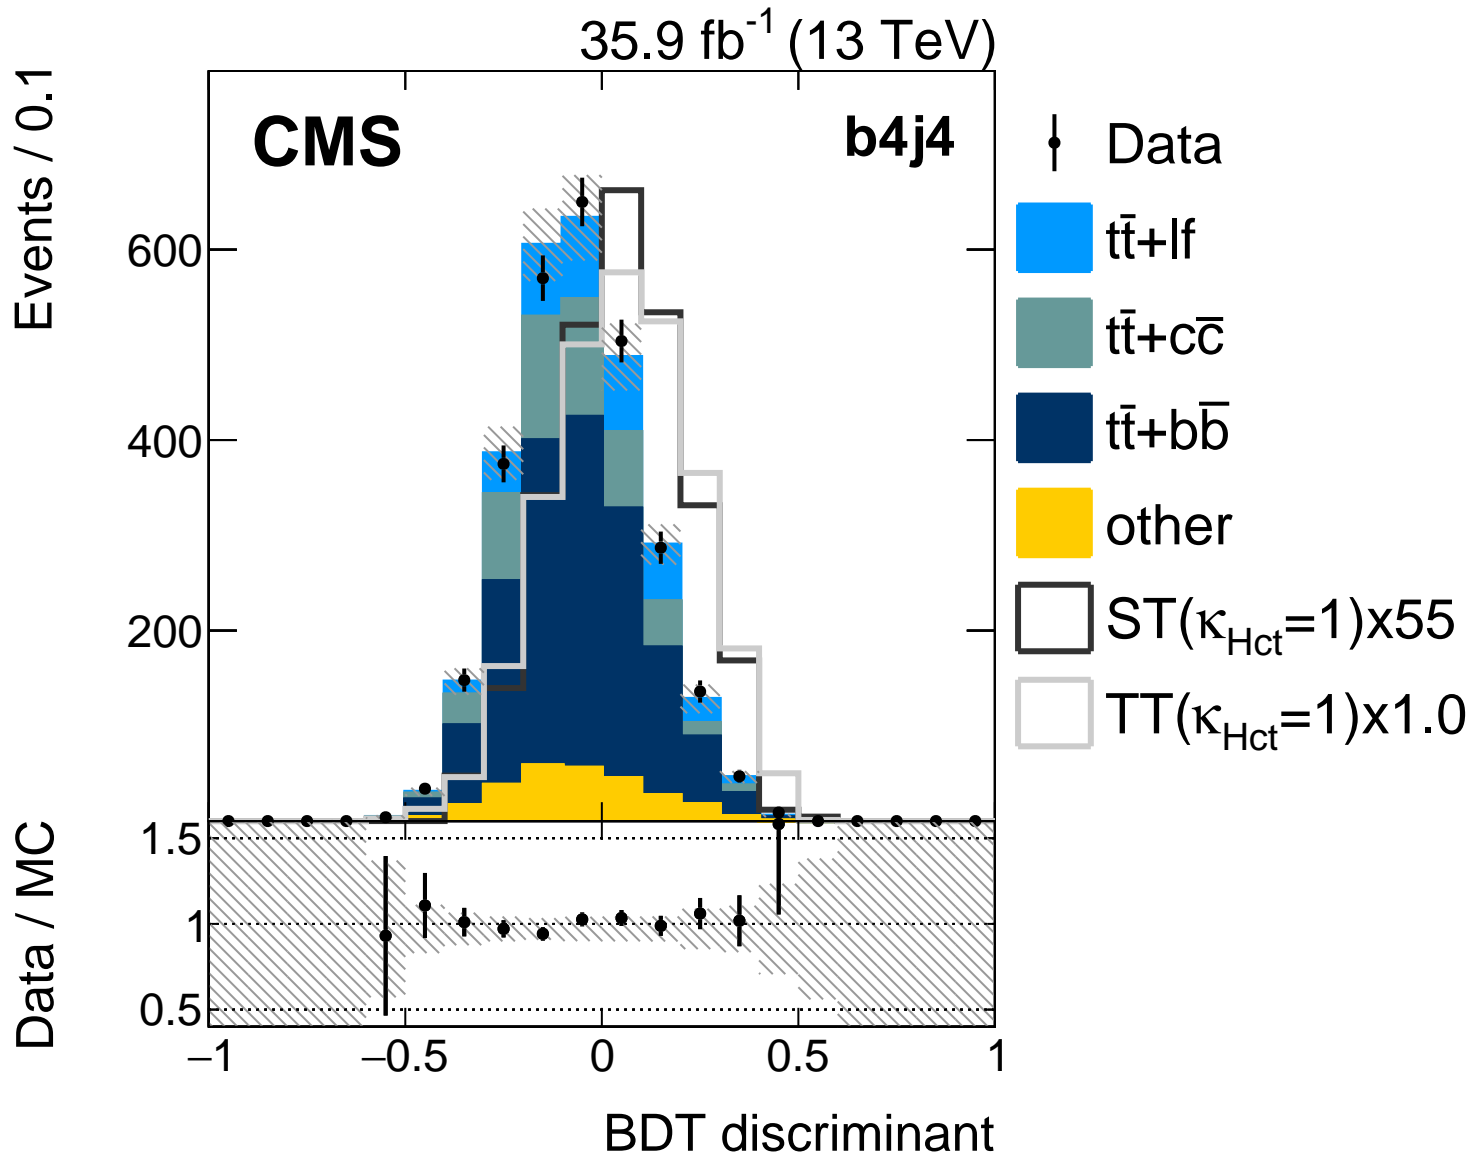 35.9 fb⁻¹ (13 TeV)
Events / 0.1
CMS
b4j4
600
400
200
Data
tt̄+lf
tt̄+cc̄
tt̄+bb̄
other
ST(κ_Hct=1)x55
TT(κ_Hct=1)x1.0
Data / MC
1.5
1
0.5
−1
−0.5
0
0.5
1
BDT discriminant